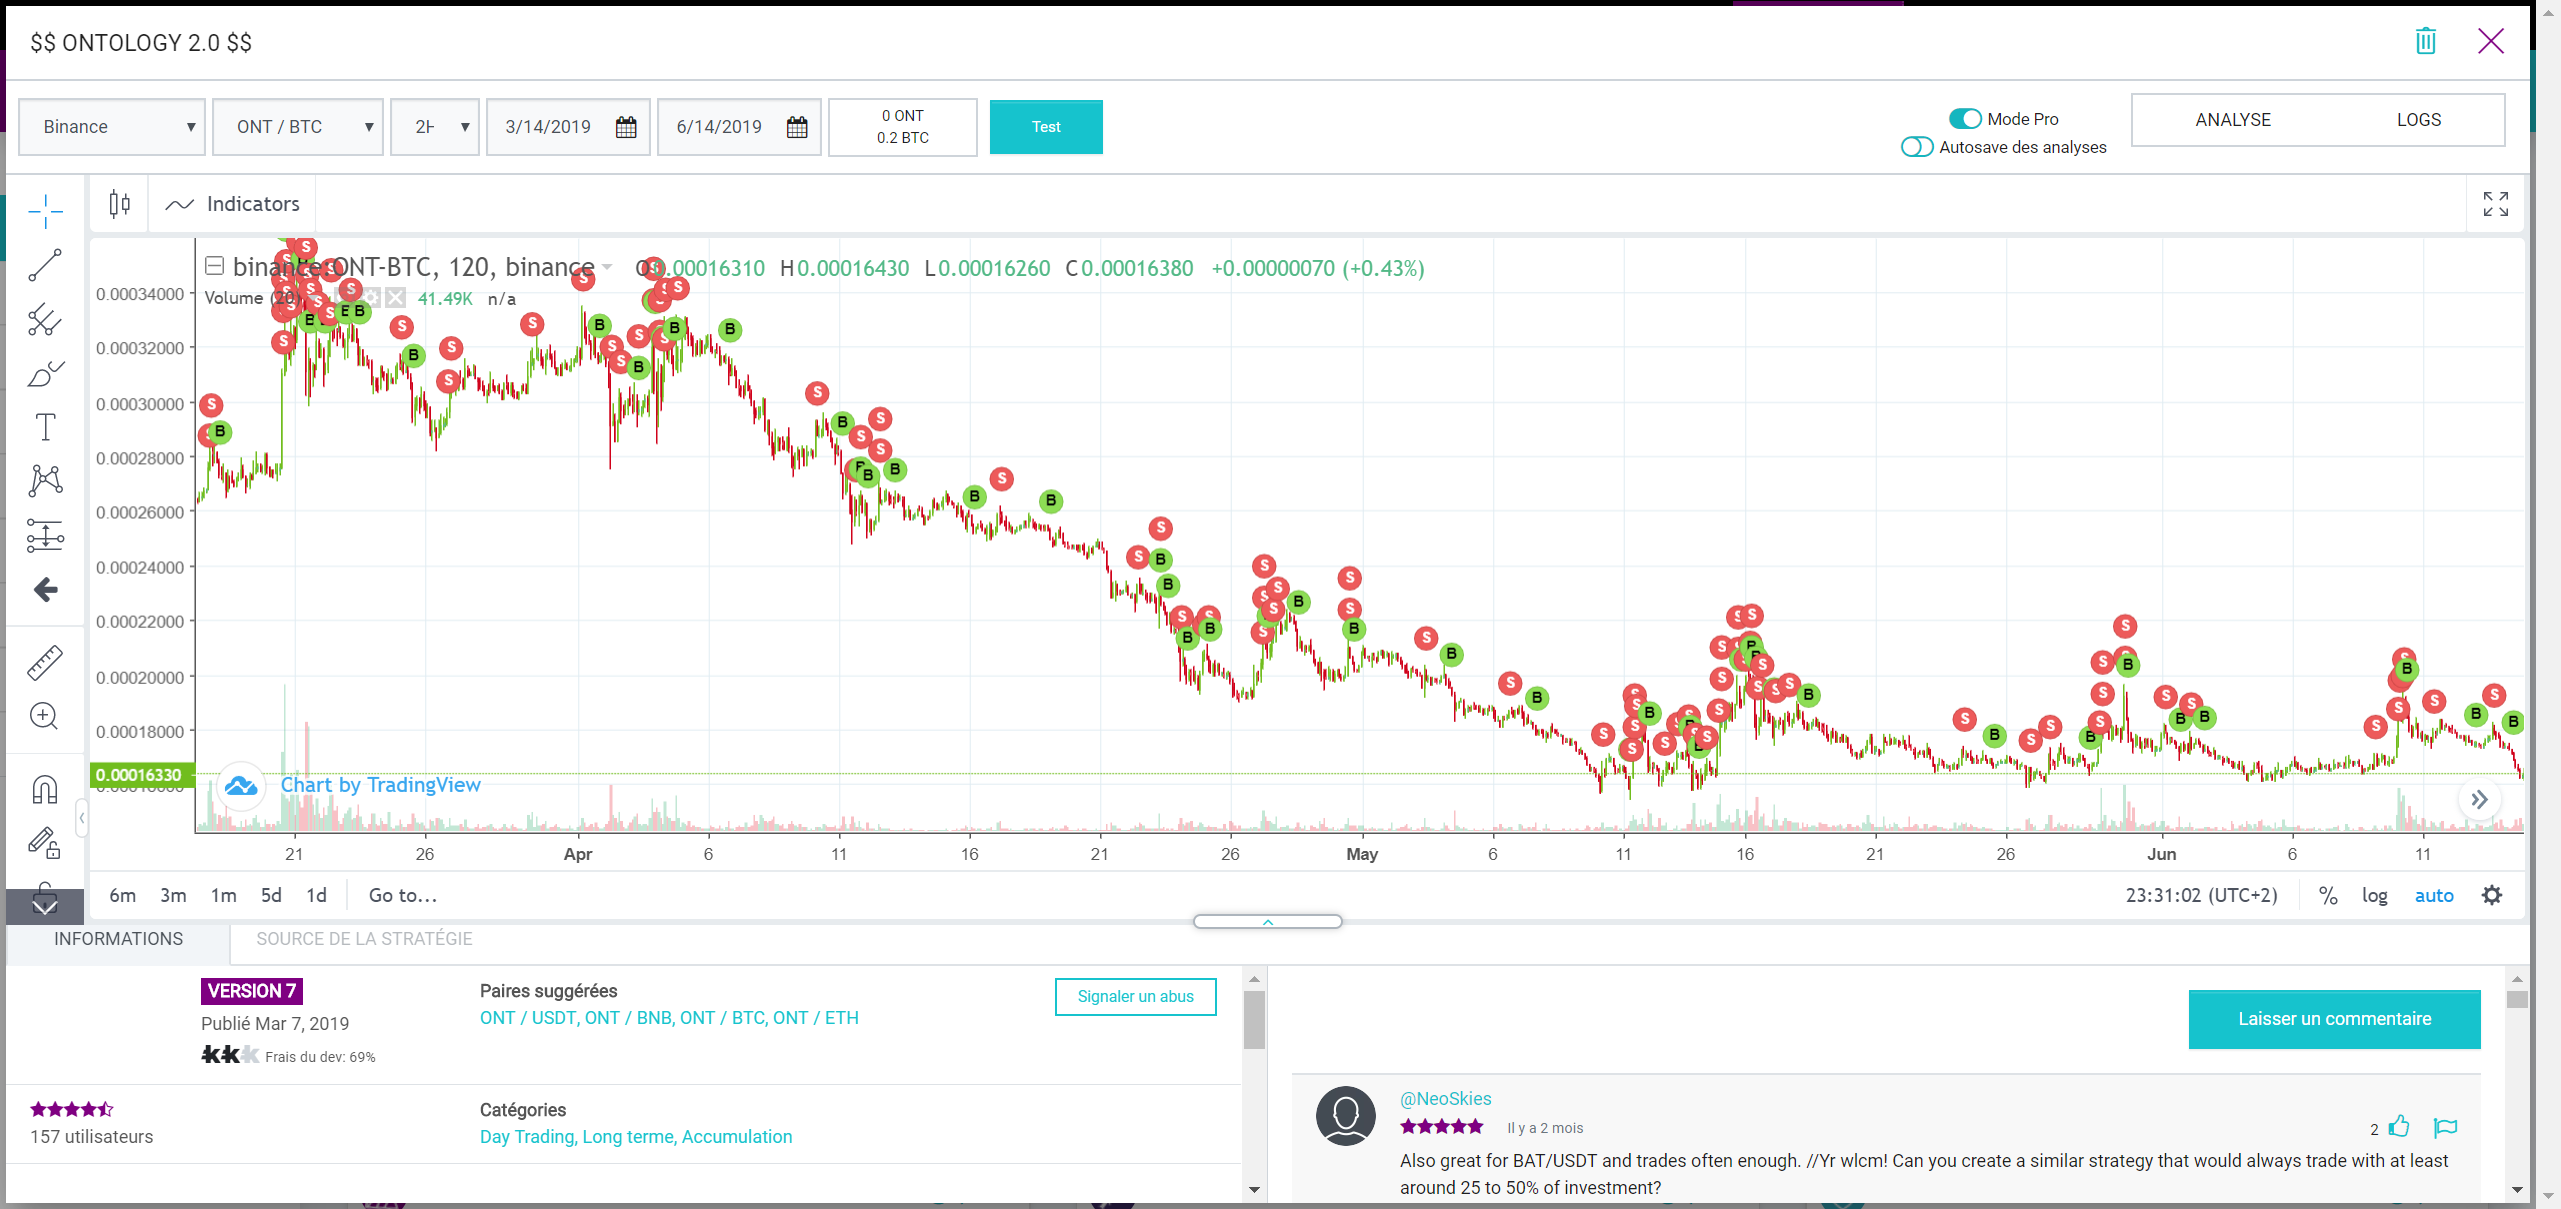 $$ ONTOLOGY 2.0 $$
Binance
ONT / BTC
2H
3/14/2019
6/14/2019
0 ONT
0.2 BTC
Test
Mode Pro
Autosave des analyses
ANALYSE
LOGS
Indicators
binance:ONT-BTC, 120, binance
O0.00016310 H0.00016430 L0.00016260 C0.00016380 +0.00000070 (+0.43%)
Volume (20)
41.49K n/a
0.00034000
0.00032000
0.00030000
0.00028000
0.00026000
0.00024000
0.00022000
0.00020000
0.00018000
0.00016330
Chart by TradingView
21 26 Apr 6 11 16 21 26 May 6 11 16 21 26 Jun 6 11
6m 3m 1m 5d 1d Go to...
23:31:02 (UTC+2) % log auto
INFORMATIONS
SOURCE DE LA STRATÉGIE
VERSION 7
Publié Mar 7, 2019
Frais du dev: 69%
Paires suggérées
ONT / USDT, ONT / BNB, ONT / BTC, ONT / ETH
Signaler un abus
157 utilisateurs
Catégories
Day Trading, Long terme, Accumulation
Laisser un commentaire
@NeoSkies
Il y a 2 mois
2
Also great for BAT/USDT and trades often enough. //Yr wlcm! Can you create a similar strategy that would always trade with at least
around 25 to 50% of investment?